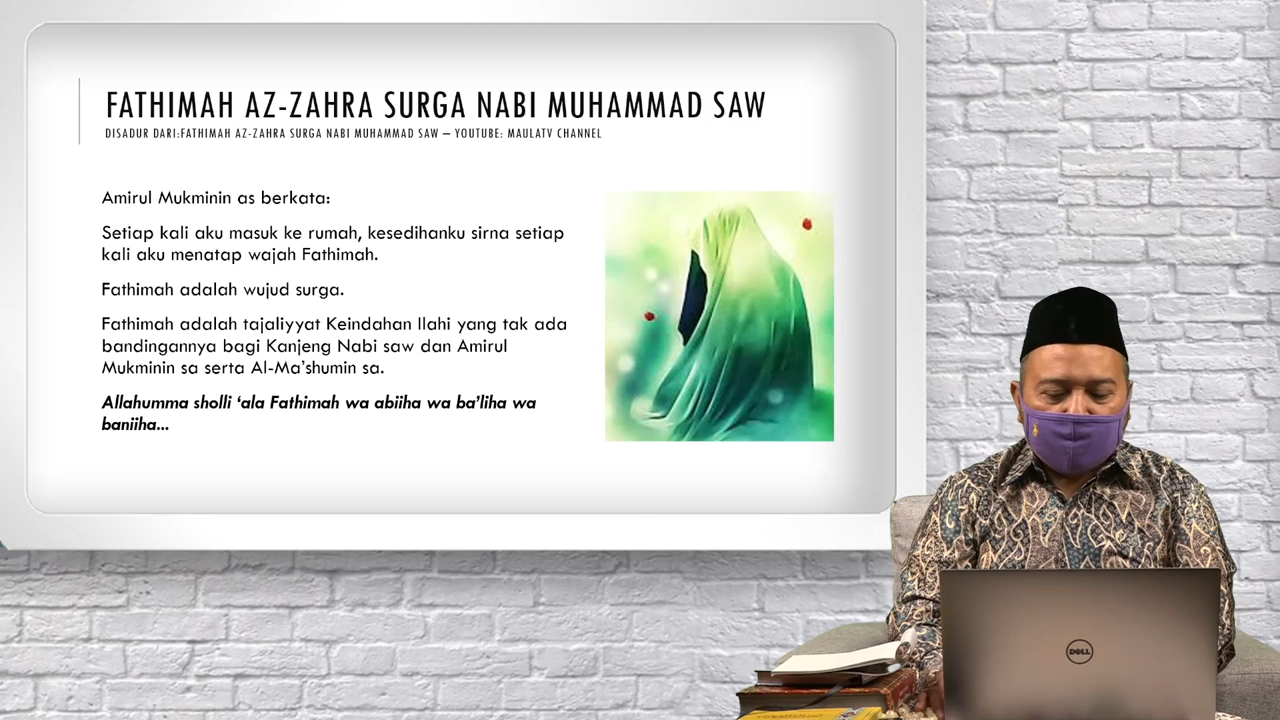 FATHIMAH AZ-ZAHRA SURGA NABI MUHAMMAD SAW
DISADUR DARI:FATHIMAH AZ-ZAHRA SURGA NABI MUHAMMAD SAW – YOUTUBE: MAULATV CHANNEL
Amirul Mukminin as berkata:
Setiap kali aku masuk ke rumah, kesedihanku sirna setiap
kali aku menatap wajah Fathimah.
Fathimah adalah wujud surga.
Fathimah adalah tajaliyyat Keindahan Ilahi yang tak ada
bandingannya bagi Kanjeng Nabi saw dan Amirul
Mukminin sa serta Al-Ma’shumin sa.
Allahumma sholli ‘ala Fathimah wa abiiha wa ba’liha wa
baniiha...
DELL